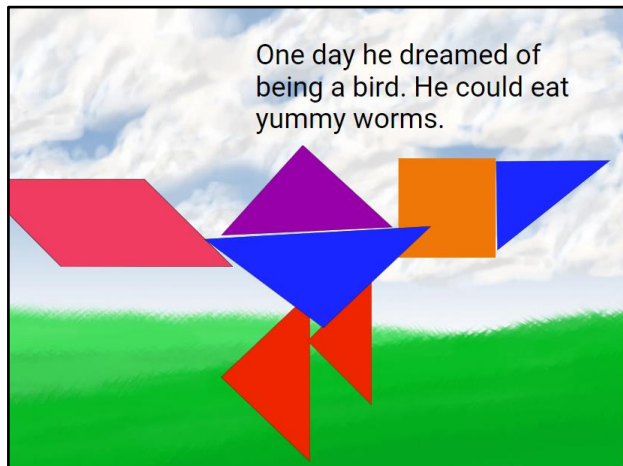 One day he dreamed of
being a bird. He could eat
yummy worms.